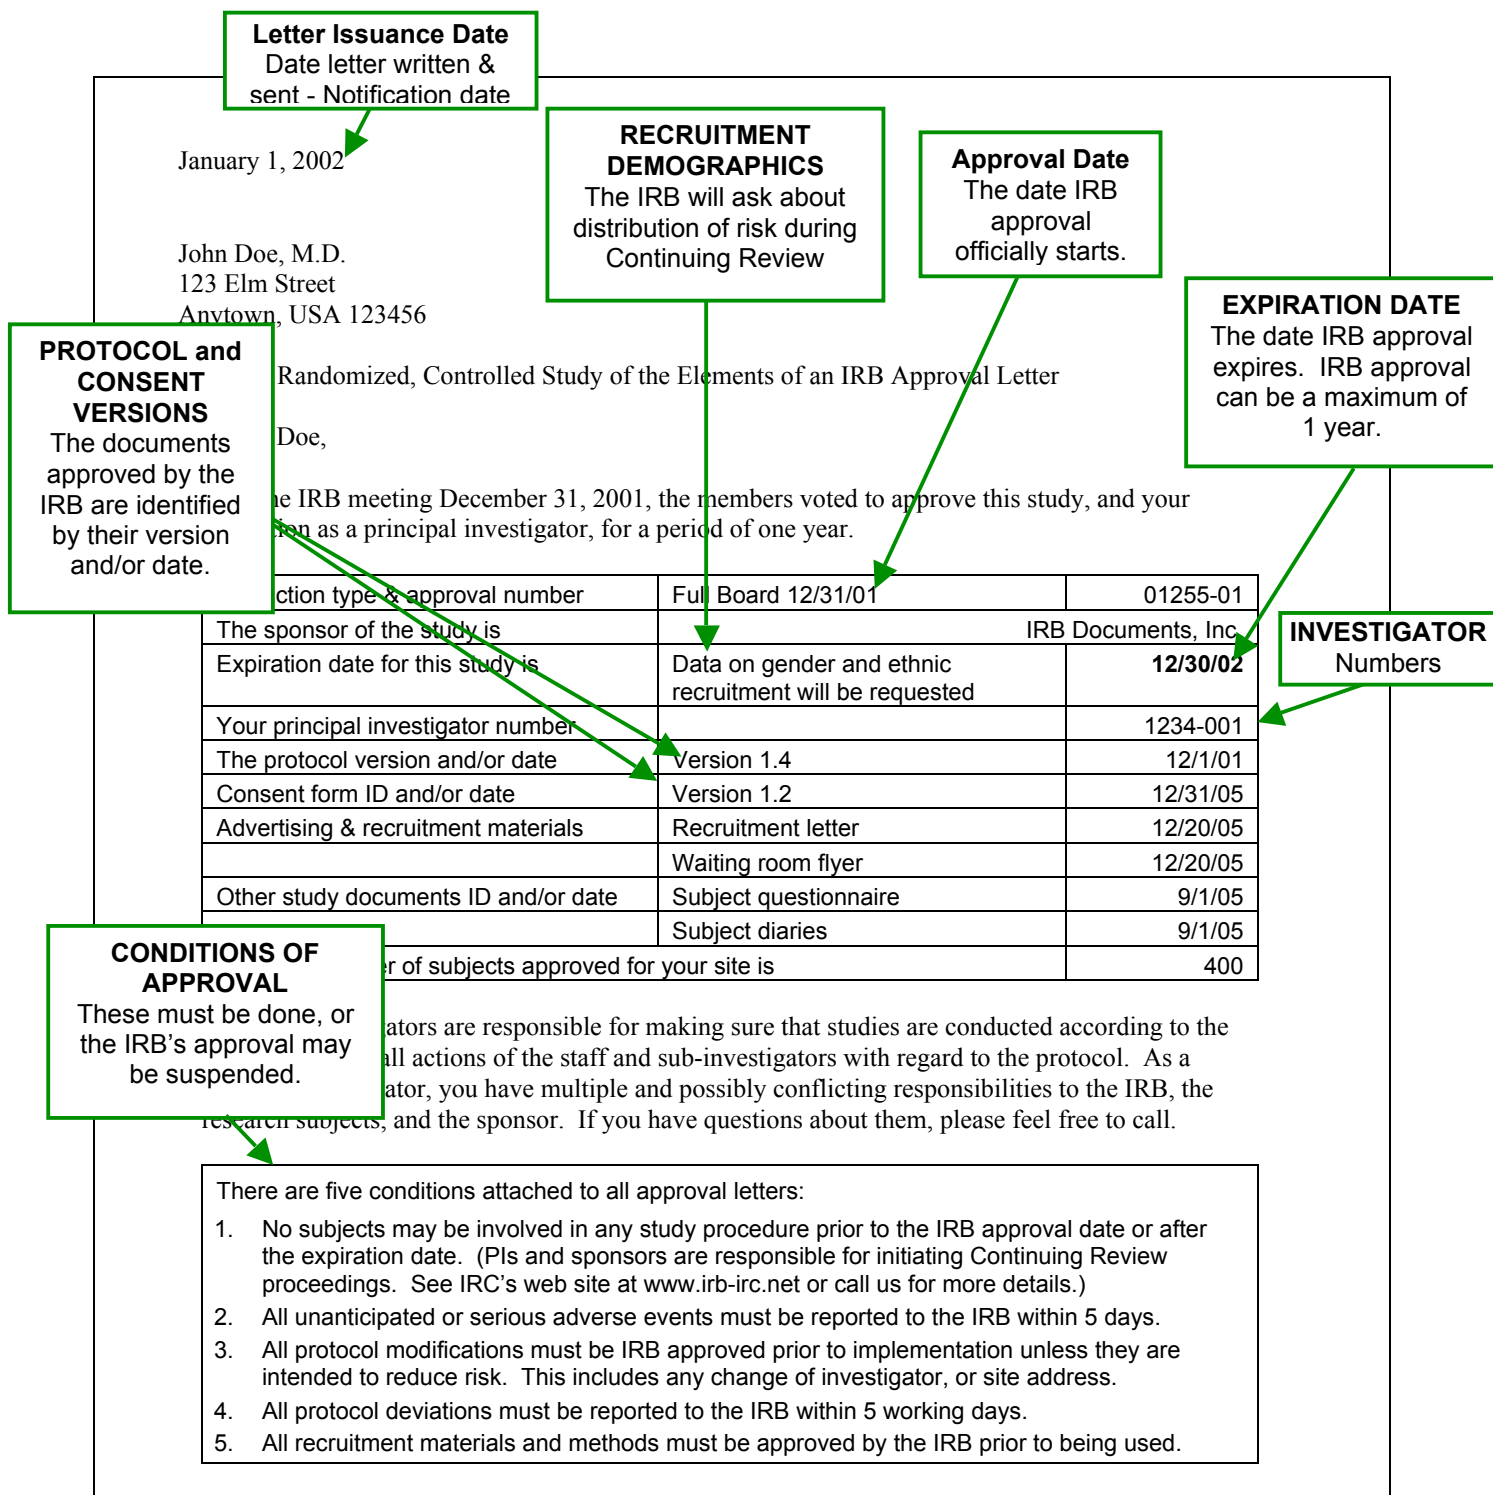 Letter Issuance Date
Date letter written &
sent - Notification date
January 1, 2002
RECRUITMENT
DEMOGRAPHICS
The IRB will ask about
distribution of risk during
Continuing Review
Approval Date
The date IRB
approval
officially starts.
John Doe, M.D.
123 Elm Street
Anytown, USA 123456
EXPIRATION DATE
The date IRB approval
expires.  IRB approval
can be a maximum of
1 year.
PROTOCOL and
CONSENT
VERSIONS
The documents
approved by the
IRB are identified
by their version
and/or date.
Randomized, Controlled Study of the Elements of an IRB Approval Letter
Doe,
IRB meeting December 31, 2001, the members voted to approve this study, and your
as a principal investigator, for a period of one year.
type & approval number Full Board 12/31/01 01255-01
The sponsor of the study is IRB Documents, Inc
INVESTIGATOR
Numbers
Expiration date for this study is Data on gender and ethnic 12/30/02
recruitment will be requested
Your principal investigator number 1234-001
The protocol version and/or date Version 1.4 12/1/01
Consent form ID and/or date Version 1.2 12/31/05
Advertising & recruitment materials Recruitment letter 12/20/05
Waiting room flyer 12/20/05
Other study documents ID and/or date Subject questionnaire 9/1/05
Subject diaries 9/1/05
of subjects approved for your site is 400
CONDITIONS OF
APPROVAL
These must be done, or
the IRB's approval may
be suspended.
are responsible for making sure that studies are conducted according to the
all actions of the staff and sub-investigators with regard to the protocol.  As a
you have multiple and possibly conflicting responsibilities to the IRB, the
research subjects, and the sponsor.  If you have questions about them, please feel free to call.
There are five conditions attached to all approval letters:
1. No subjects may be involved in any study procedure prior to the IRB approval date or after
the expiration date.  (PIs and sponsors are responsible for initiating Continuing Review
proceedings.  See IRC's web site at www.irb-irc.net or call us for more details.)
2. All unanticipated or serious adverse events must be reported to the IRB within 5 days.
3. All protocol modifications must be IRB approved prior to implementation unless they are
intended to reduce risk.  This includes any change of investigator, or site address.
4. All protocol deviations must be reported to the IRB within 5 working days.
5. All recruitment materials and methods must be approved by the IRB prior to being used.